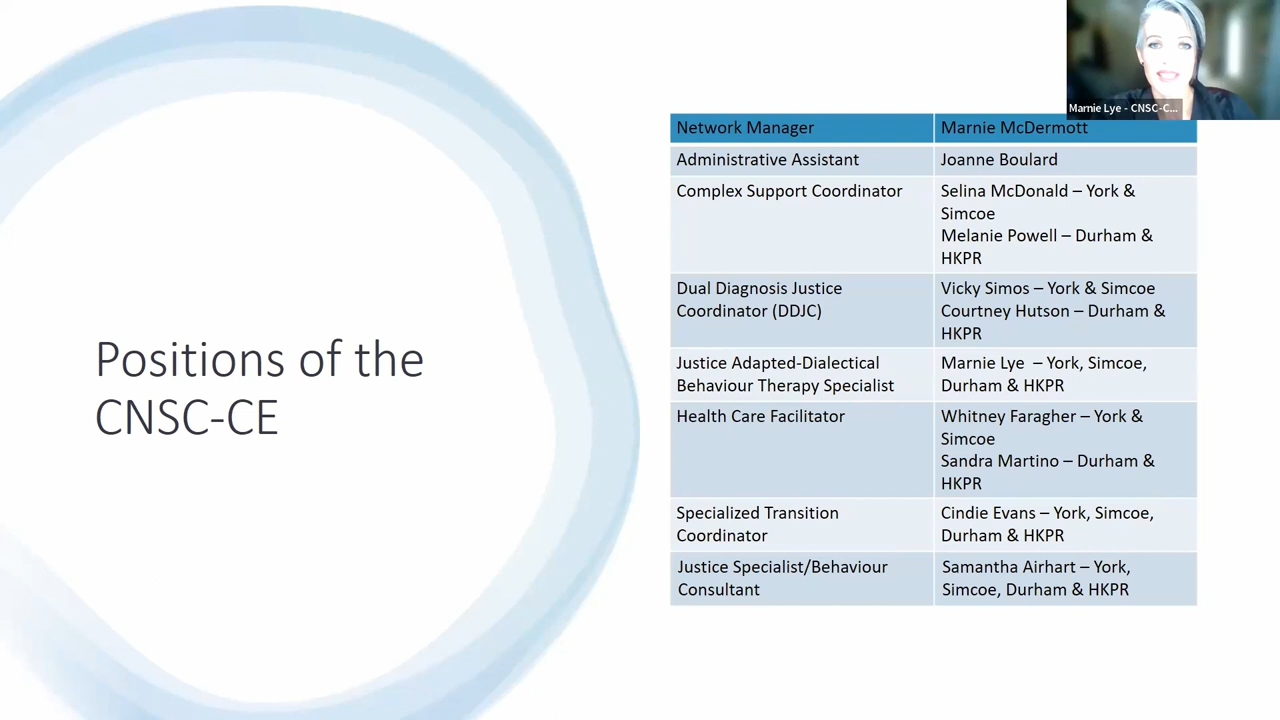 Marnie Lye - CNSC-C...
Network Manager
Marnie McDermott
Administrative Assistant
Joanne Boulard
Complex Support Coordinator
Selina McDonald – York &
Simcoe
Melanie Powell – Durham &
HKPR
Dual Diagnosis Justice
Coordinator (DDJC)
Vicky Simos – York & Simcoe
Courtney Hutson – Durham &
HKPR
Justice Adapted-Dialectical
Behaviour Therapy Specialist
Marnie Lye  – York, Simcoe,
Durham & HKPR
Health Care Facilitator
Whitney Faragher – York &
Simcoe
Sandra Martino – Durham &
HKPR
Specialized Transition
Coordinator
Cindie Evans – York, Simcoe,
Durham & HKPR
Justice Specialist/Behaviour
Consultant
Samantha Airhart – York,
Simcoe, Durham & HKPR
Positions of the
CNSC-CE